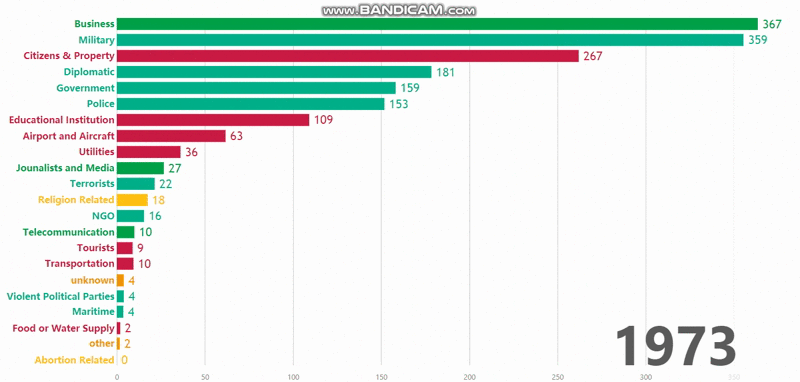 www.BANDICAM.com
Business 367
Military 359
Citizens & Property 267
Diplomatic 181
Government 159
Police 153
Educational Institution 109
Airport and Aircraft 63
Utilities 36
Jounalists and Media 27
Terrorists 22
Religion Related 18
NGO 16
Telecommunication 10
Tourists 9
Transportation 10
unknown 4
Violent Political Parties 4
Maritime 4
Food or Water Supply 2
other 2
Abortion Related 0
1973
0 50 100 150 200 250 300 350